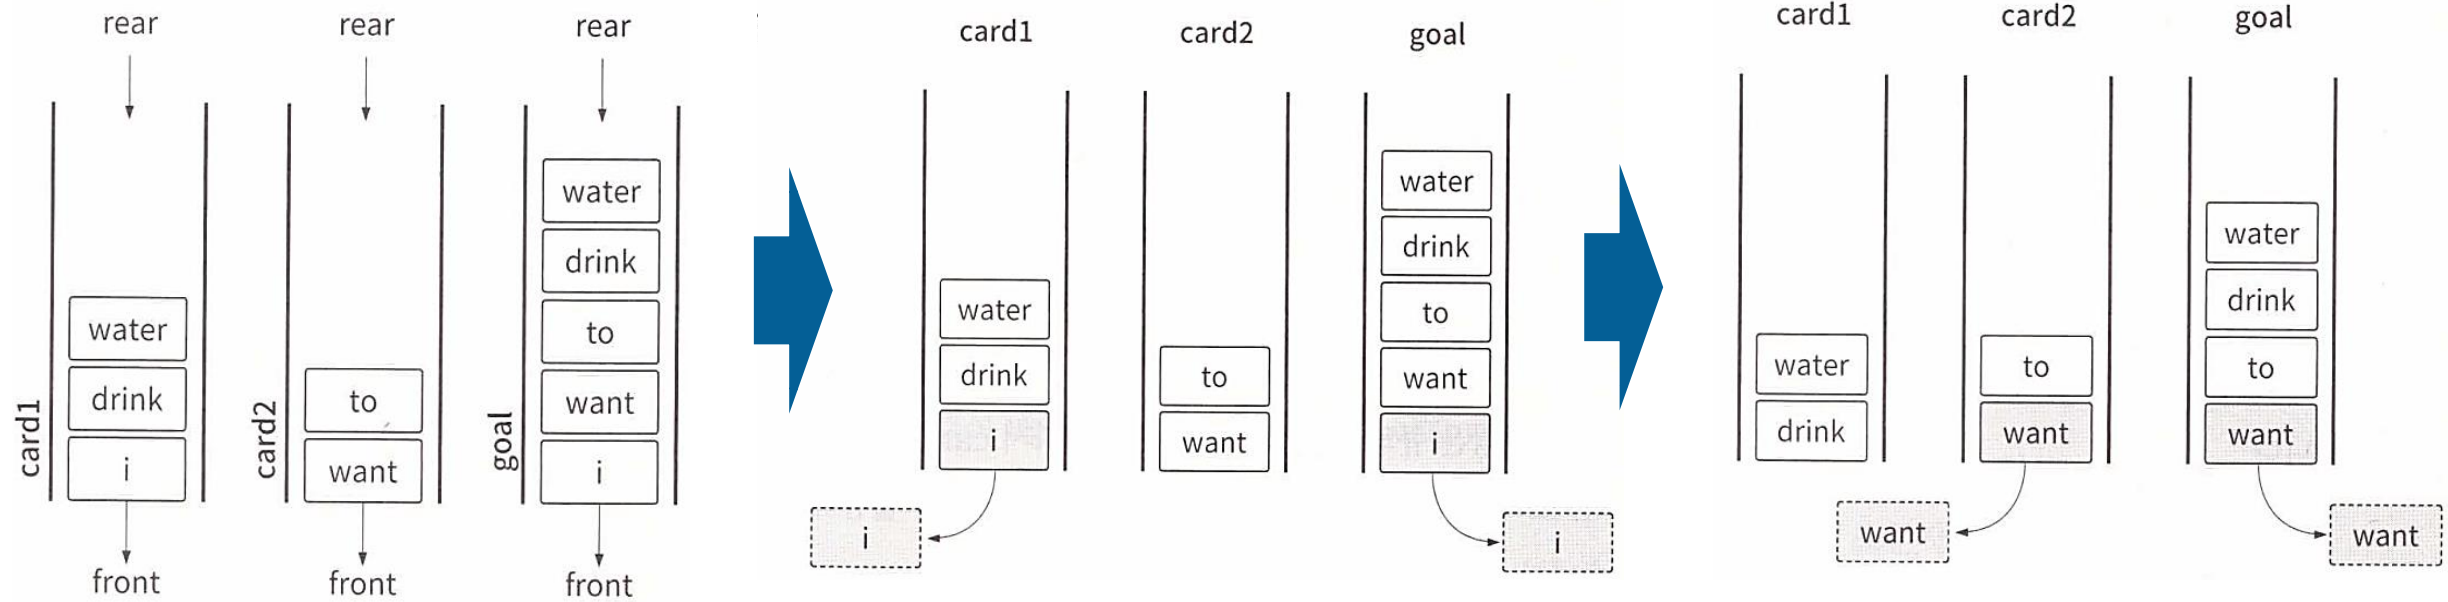 rear
rear
rear
card1
water
drink
i
front
card2
to
want
front
goal
water
drink
to
want
i
front
card1
card2
goal
water
drink
i
to
want
water
drink
to
want
i
i
i
card1
card2
goal
water
drink
to
want
water
drink
to
want
want
want